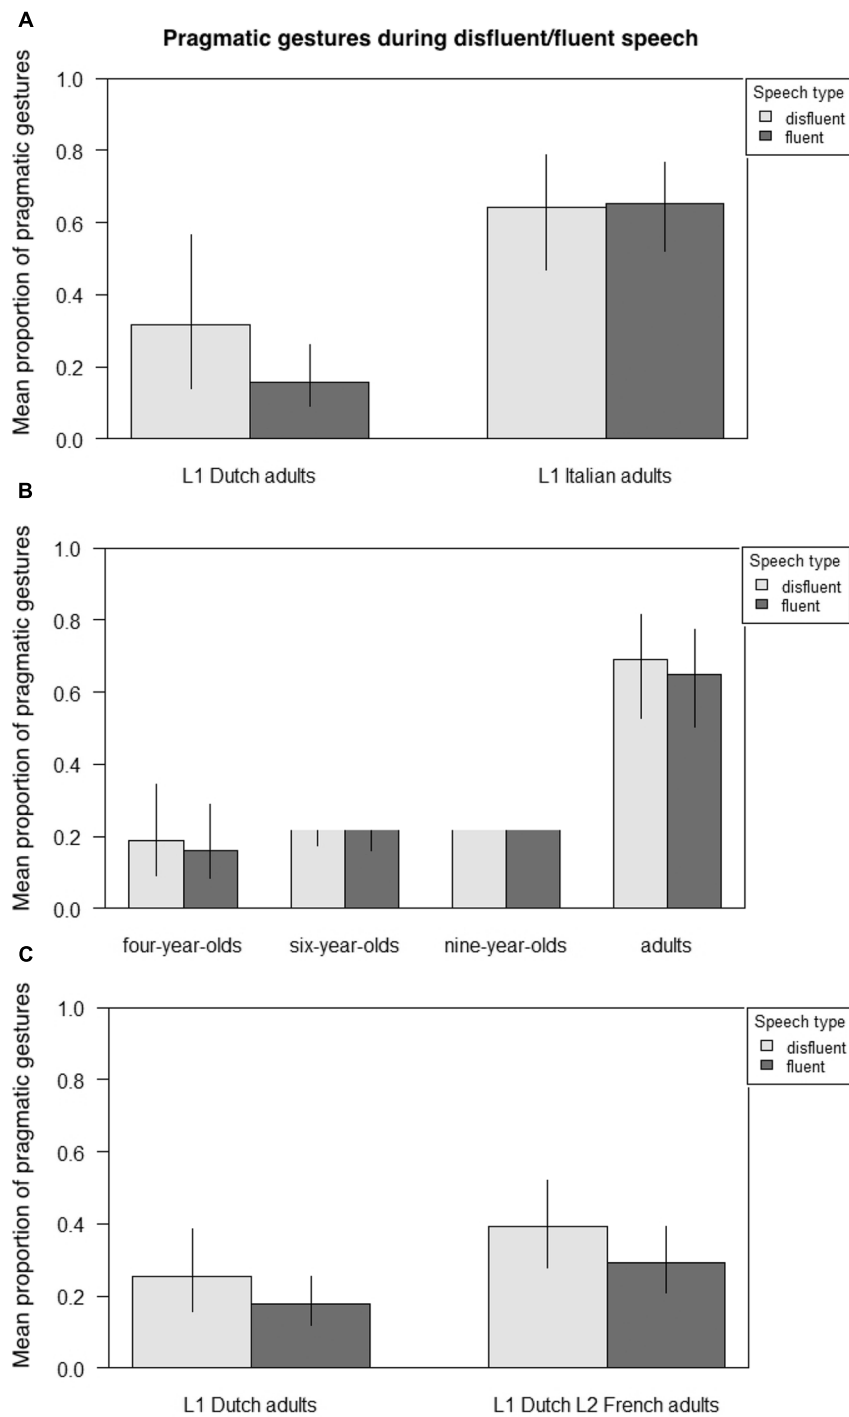 A
Pragmatic gestures during disfluent/fluent speech
Mean proportion of pragmatic gestures
1.0
0.8
0.6
0.4
0.2
0.0
Speech type
disfluent
fluent
L1 Dutch adults
L1 Italian adults
B
Mean proportion of pragmatic gestures
1.0
0.8
0.6
0.4
0.2
0.0
Speech type
disfluent
fluent
four-year-olds
six-year-olds
nine-year-olds
adults
C
Mean proportion of pragmatic gestures
1.0
0.8
0.6
0.4
0.2
0.0
Speech type
disfluent
fluent
L1 Dutch adults
L1 Dutch L2 French adults